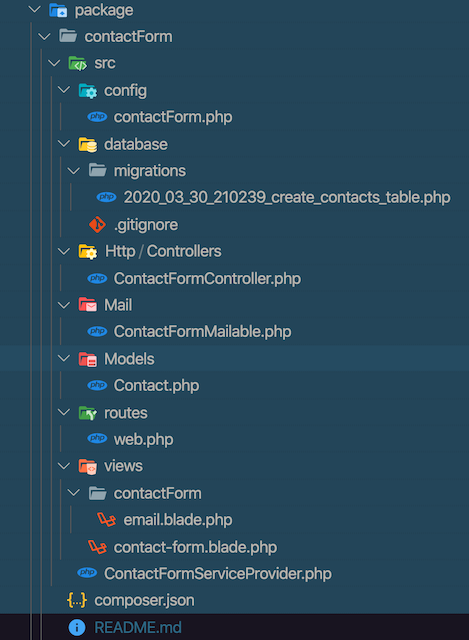 package
contactForm
src
config
php contactForm.php
database
migrations
php 2020_03_30_210239_create_contacts_table.php
.gitignore
Http / Controllers
php ContactFormController.php
Mail
php ContactFormMailable.php
Models
php Contact.php
routes
php web.php
views
contactForm
email.blade.php
contact-form.blade.php
php ContactFormServiceProvider.php
{..} composer.json
README.md